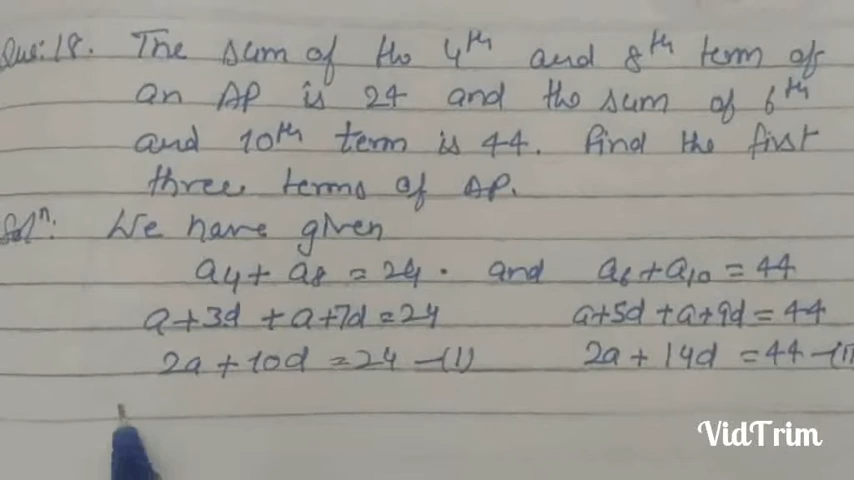 Que: 18. The sum of the 4th and 8th term of
an AP is 24 and the sum of 6th
and 10th term is 44. Find the first
three terms of AP.
Solⁿ: We have given
a4 + a8 = 24. and a6 + a10 = 44
a+3d + a+7d = 24 a+5d + a+9d = 44
2a + 10d = 24 —(1) 2a + 14d = 44 —(11
VidTrim